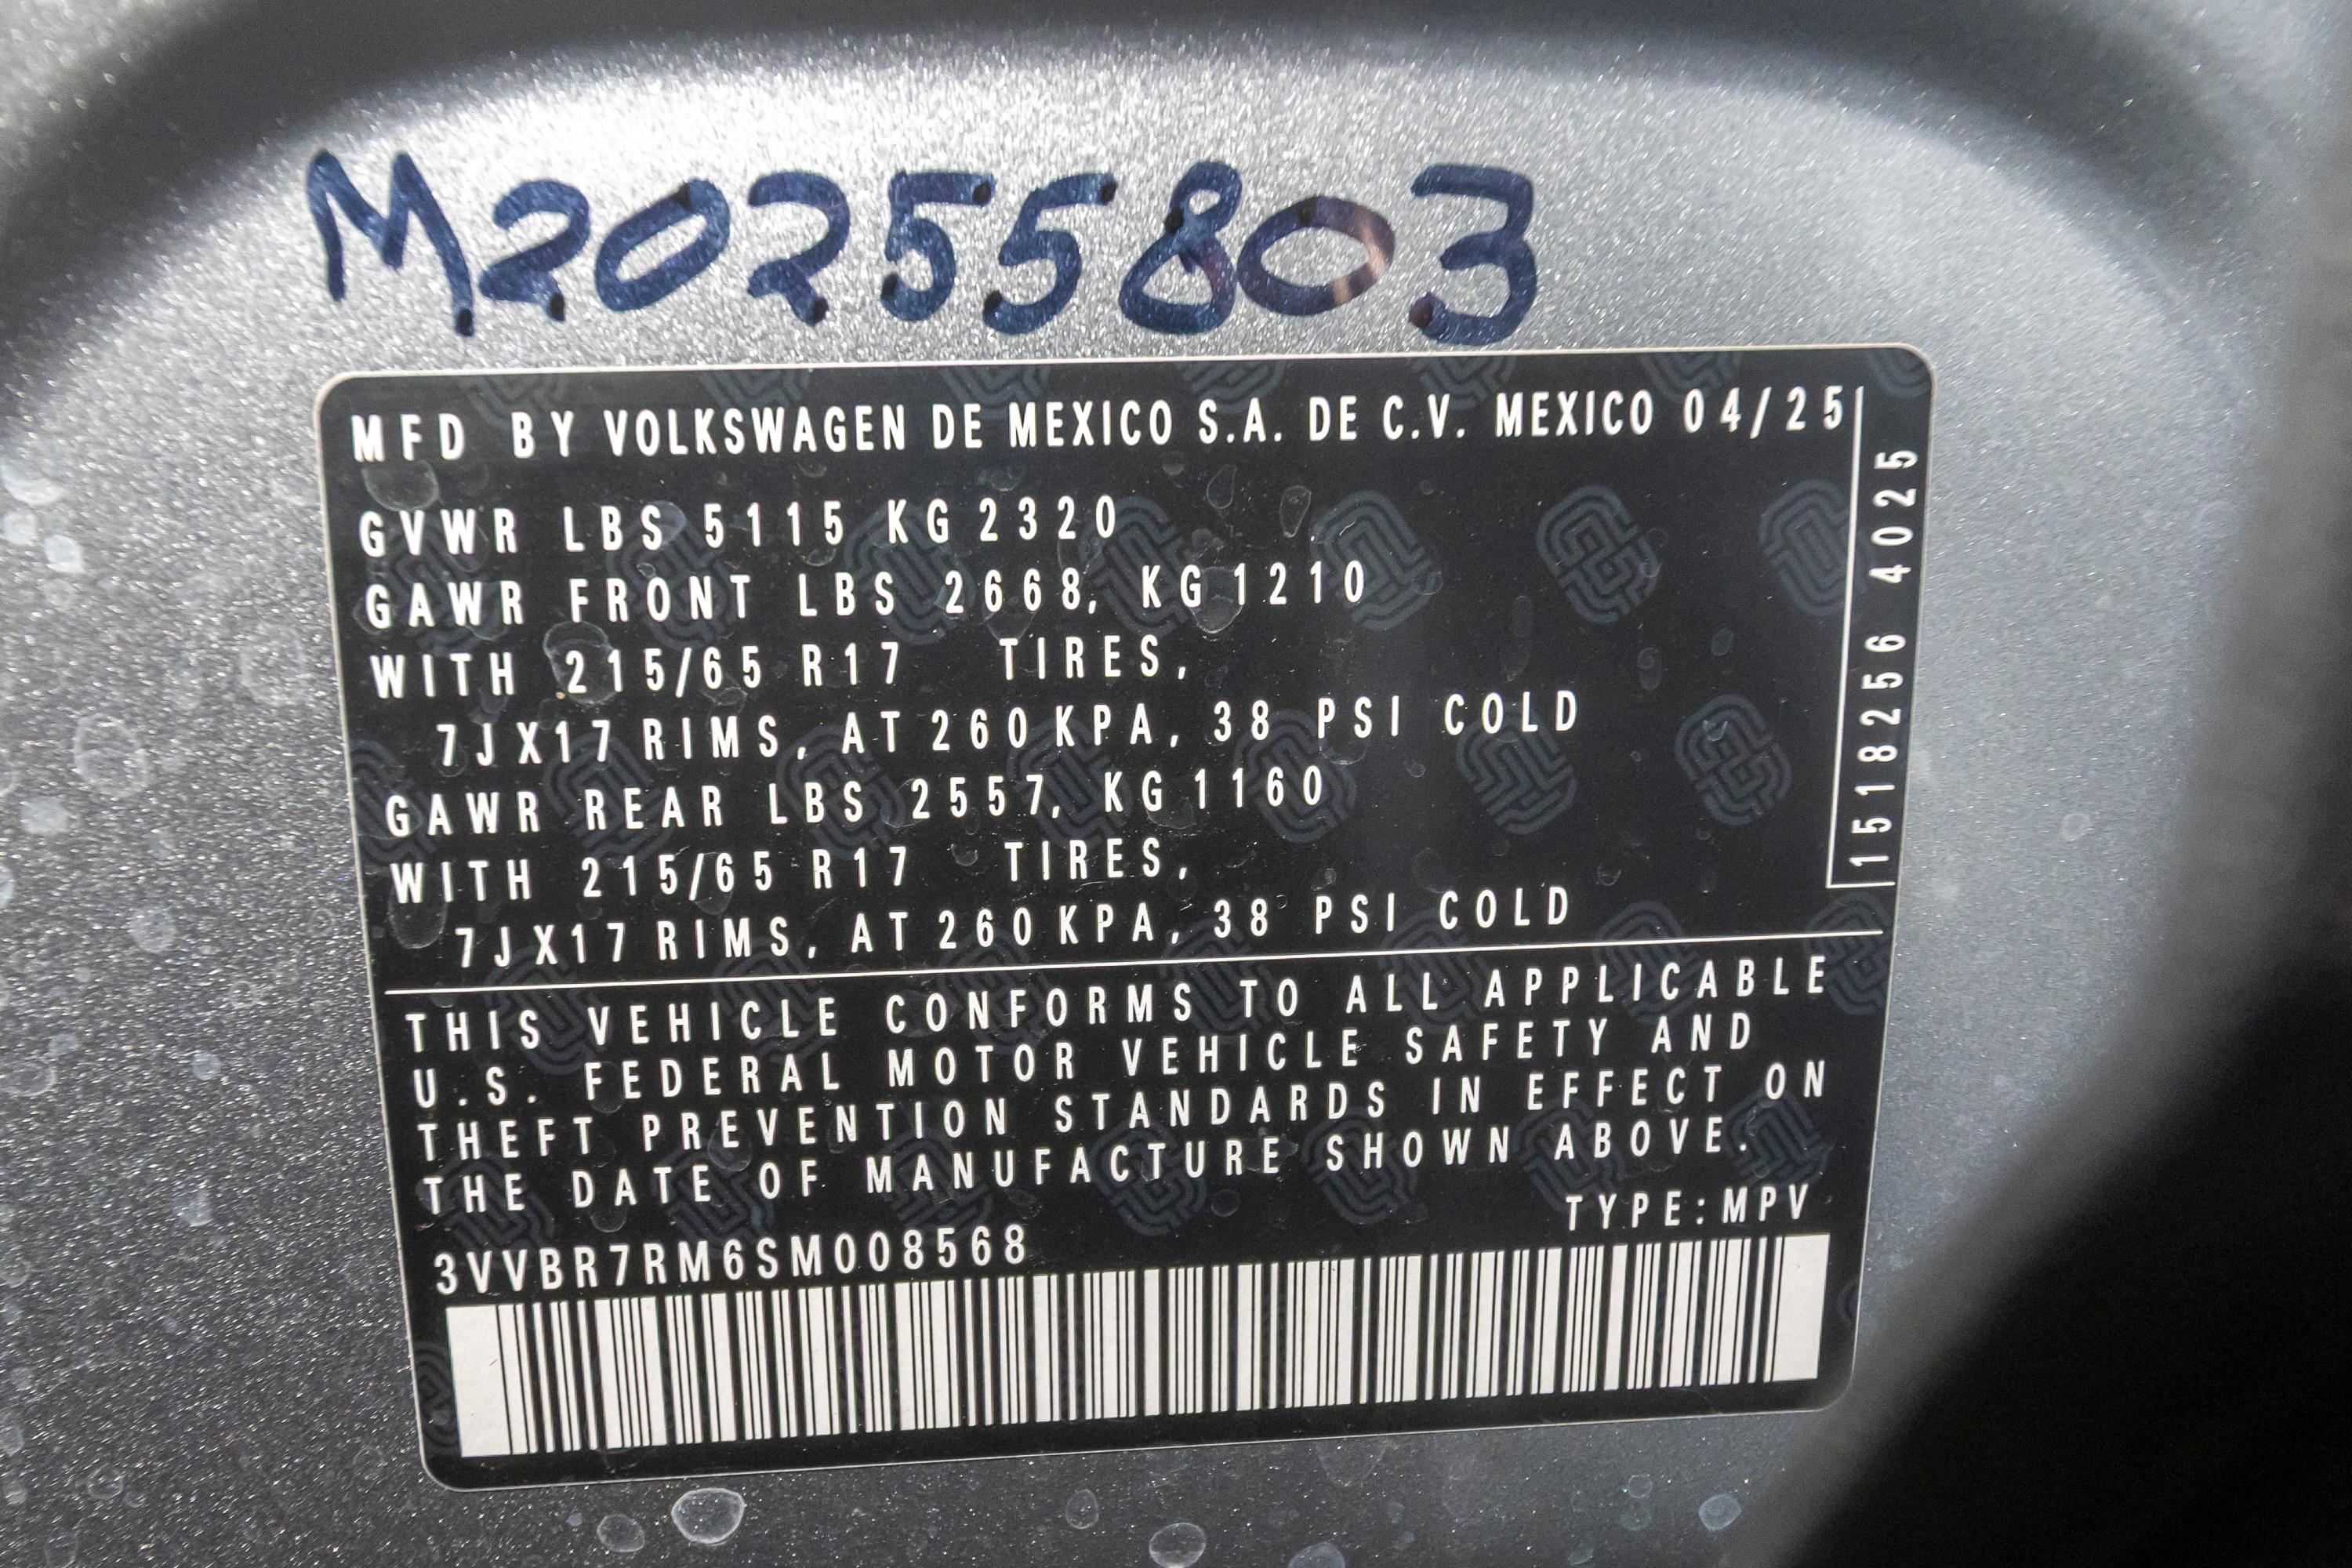 M20255803
MFD BY VOLKSWAGEN DE MEXICO S.A. DE C.V. MEXICO 04/25
GVWR LBS 5115 KG 2320
GAWR FRONT LBS 2668, KG 1210
WITH 215/65 R17 TIRES,
7JX17 RIMS, AT 260 KPA, 38 PSI COLD
GAWR REAR LBS 2557, KG 1160
WITH 215/65 R17 TIRES,
7JX17 RIMS, AT 260 KPA, 38 PSI COLD
1518256 4025
THIS VEHICLE CONFORMS TO ALL APPLICABLE
U.S. FEDERAL MOTOR VEHICLE SAFETY AND
THEFT PREVENTION STANDARDS IN EFFECT ON
THE DATE OF MANUFACTURE SHOWN ABOVE.
TYPE:MPV
3VVBR7RM6SM008568